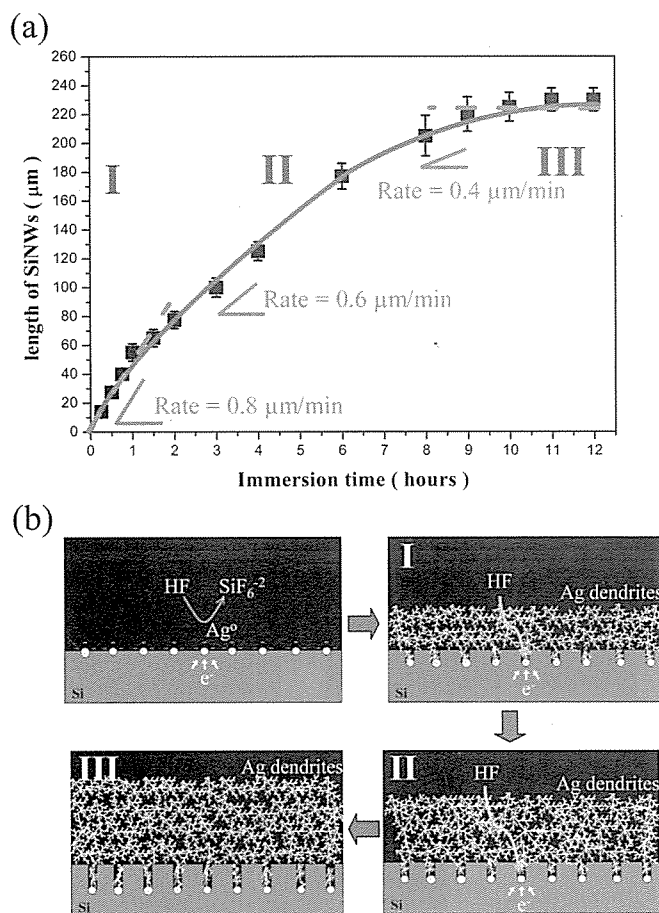 (a)
260
240
220
200
180
160
140
120
100
80
60
40
20
0
length of SiNWs ( μm )
I
II
III
Rate = 0.4 μm/min
Rate = 0.6 μm/min
Rate = 0.8 μm/min
0 1 2 3 4 5 6 7 8 9 10 11 12
Immersion time ( hours )
(b)
HF SiF6-2
Ag0
e-
Si
I
HF
Ag dendrites
e-
Si
III
Ag dendrites
Si
II
HF
Ag dendrites
e-
Si